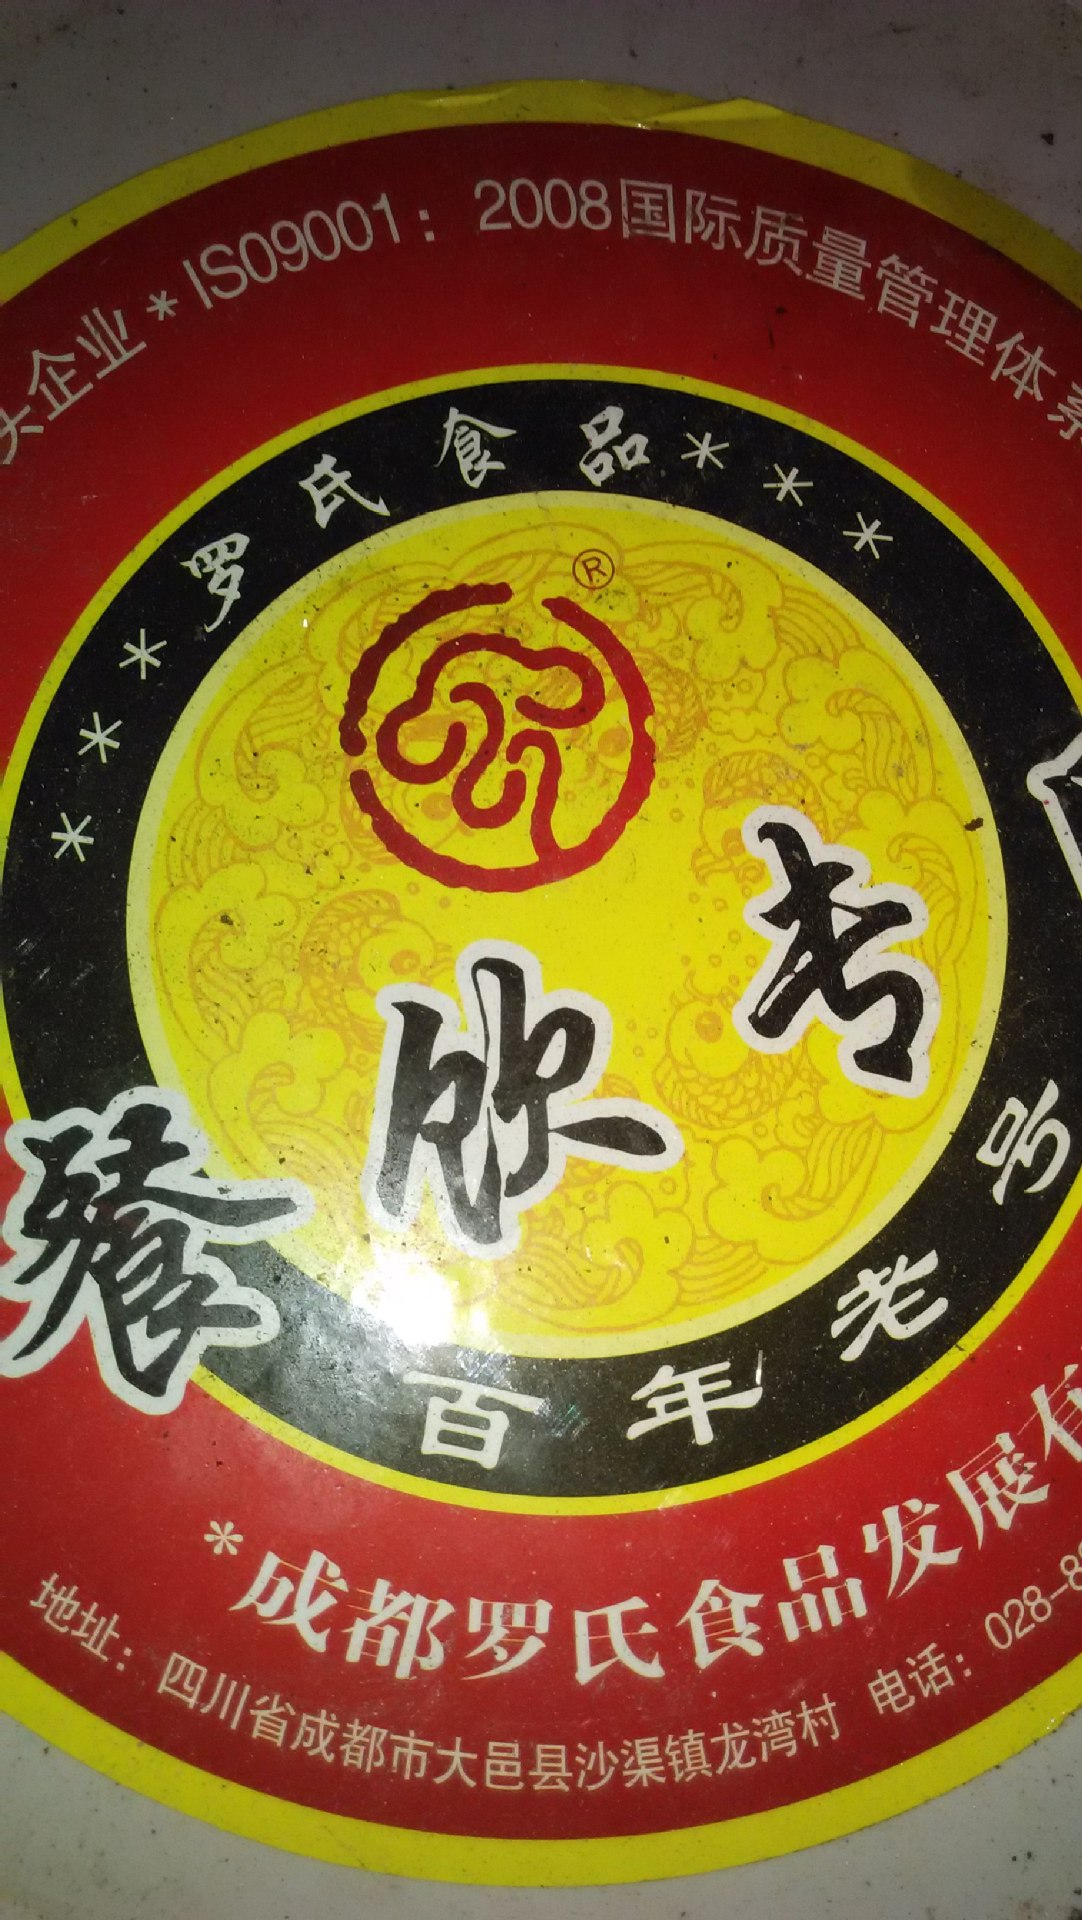 企业*ISO9001：2008国际质量管理体系
***罗氏食品***
®
欣专
百年老号
*成都罗氏食品发展有
地址：四川省成都市大邑县沙渠镇龙湾村 电话：028-8